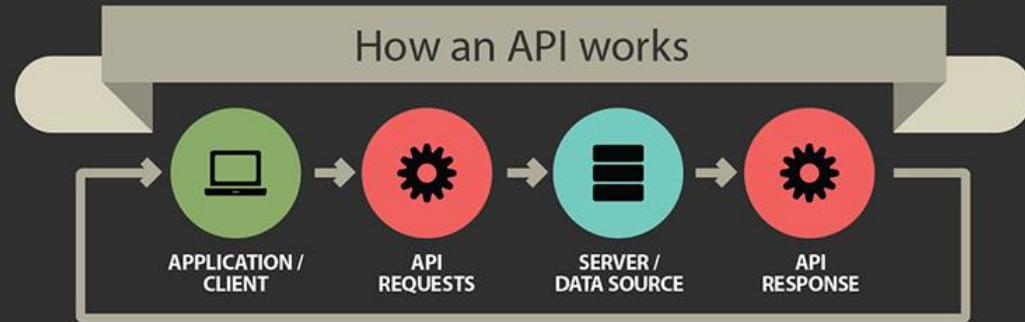 How an API works
APPLICATION /
CLIENT
API
REQUESTS
SERVER /
DATA SOURCE
API
RESPONSE